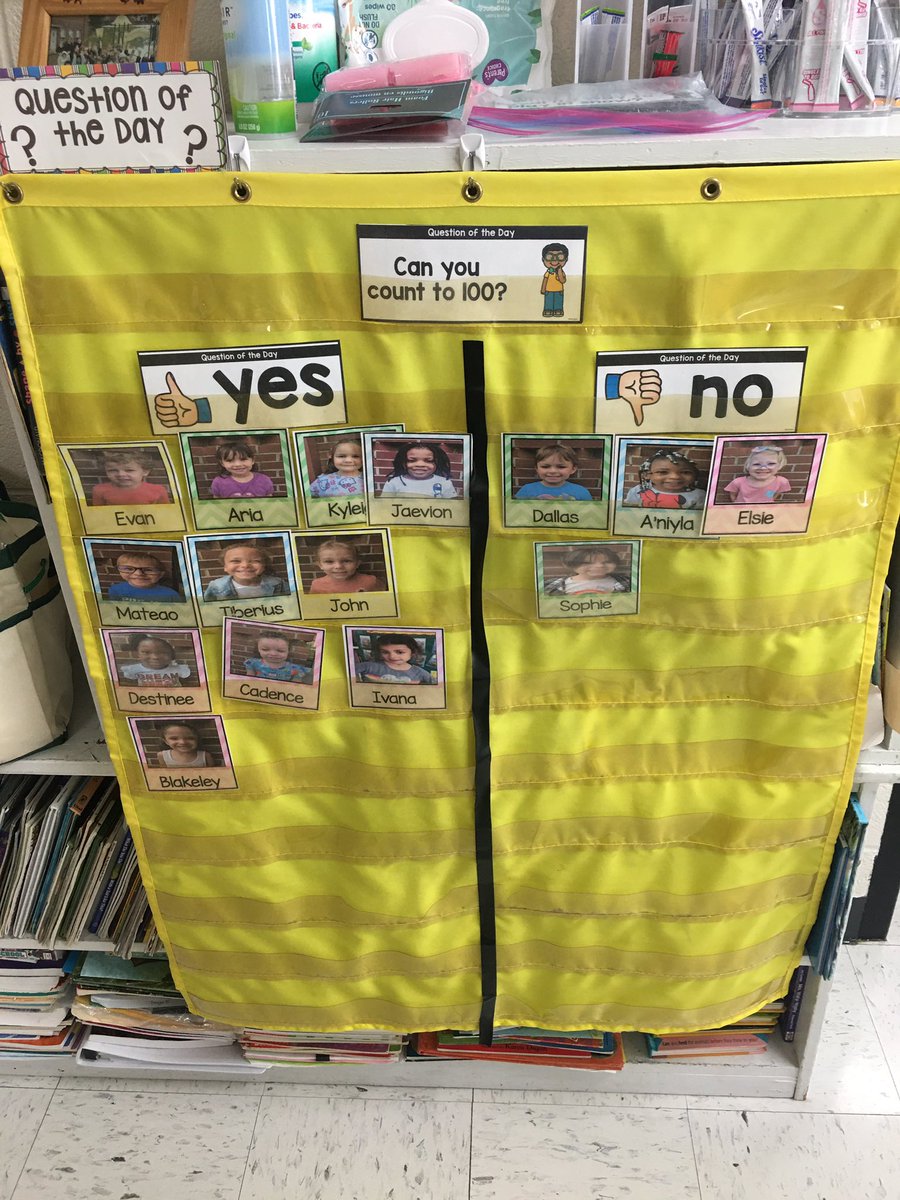 Question of
the Day
? ?
Question of the Day
Can you
count to 100?
Question of the Day
yes
Question of the Day
no
Evan
Aria
Jaevion
Dallas
A'niyla
Elsie
Mateao
Tiberius
John
Sophie
Destinee
Cadence
Ivana
Blakeley
DREAM